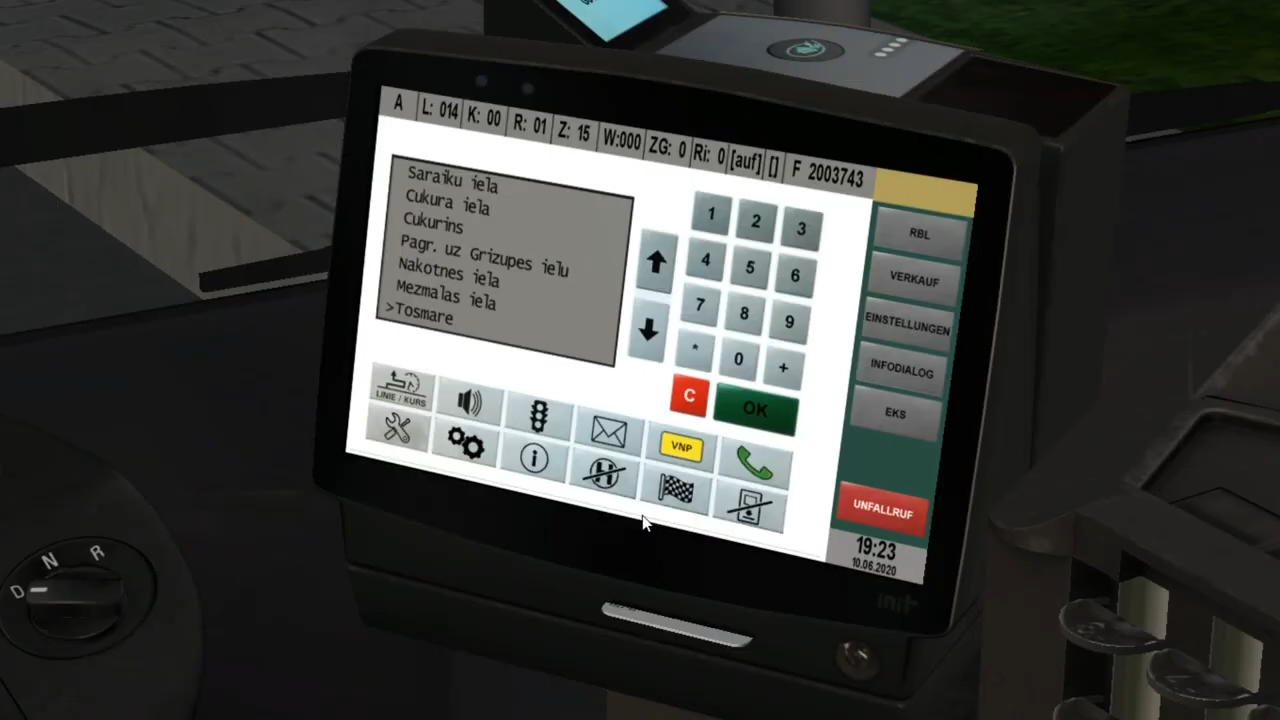 A L: 014 K: 00 R: 01 Z: 15 W:000 ZG: 0 Ri: 0 [auf] [] F 2003743
Saraiku iela
Cukura iela
Cukurins
Pagr. uz Grizupes ielu
Nakotnes iela
Mezmalas iela
>Tosmare
1 2 3
4 5 6
7 8 9
* 0 +
C OK
RBL
VERKAUF
EINSTELLUNGEN
INFODIALOG
EKS
UNFALLRUF
19:23
10.06.2020
LINIE / KURS
i
H
VNP
init
D N R